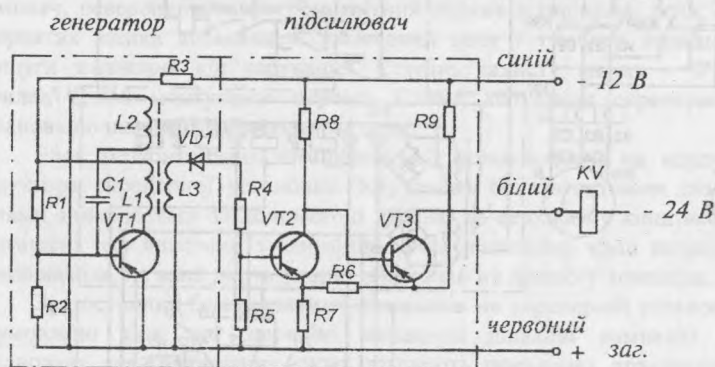 генератор
підсилювач
R3
синій
– 12 В
L2
VD1
R8
R9
R1
C1
L1
L3
R4
білий
KV
24 В
VT1
VT2
VT3
R6
R2
R5
R7
червоний
+ заг.